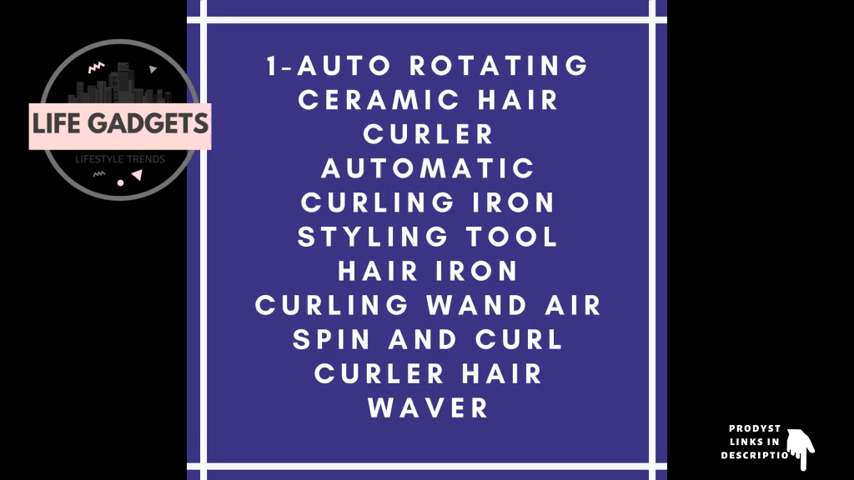 1-AUTO ROTATING
CERAMIC HAIR
CURLER
AUTOMATIC
CURLING IRON
STYLING TOOL
HAIR IRON
CURLING WAND AIR
SPIN AND CURL
CURLER HAIR
WAVER
LIFE GADGETS
LIFESTYLE TRENDS
PRODYST
LINKS IN
DESCRIPTIO